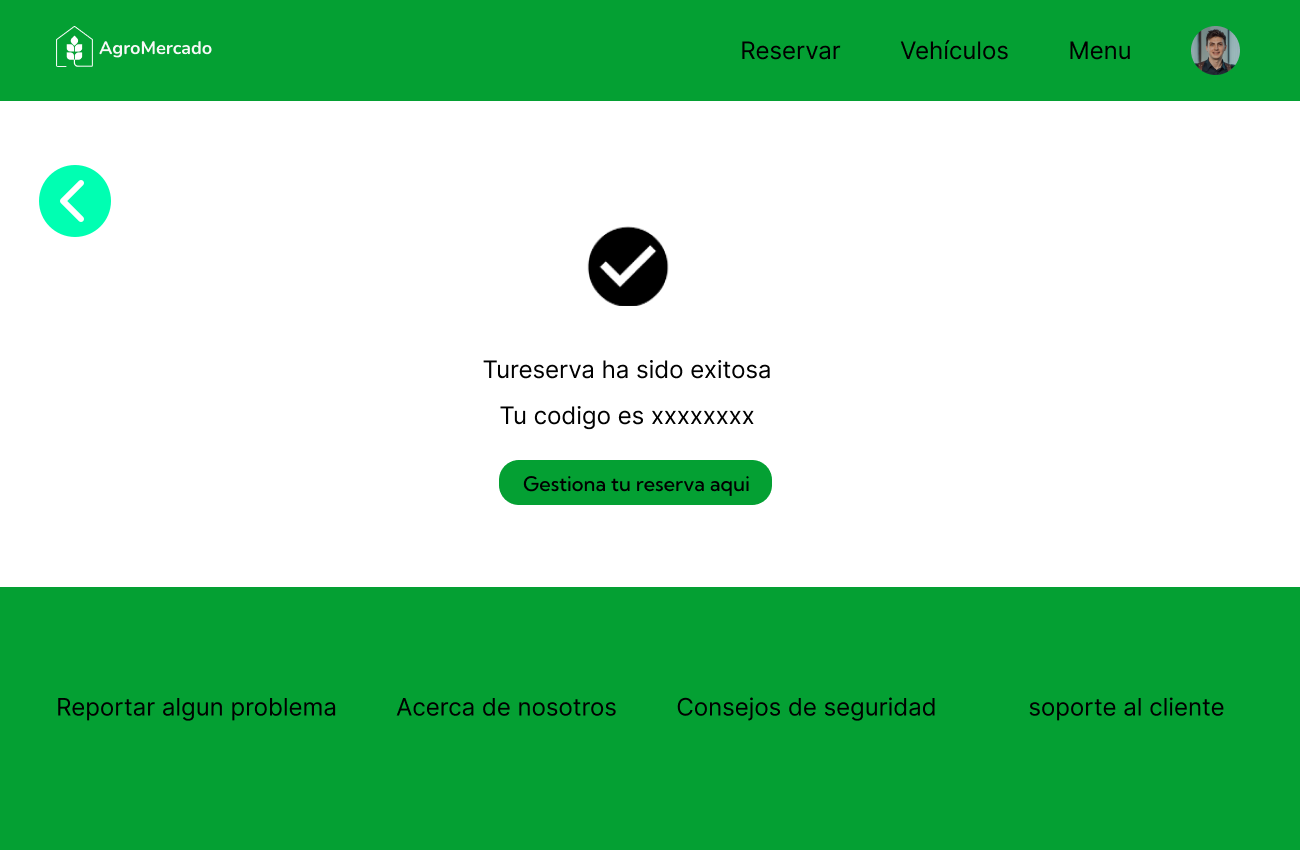 AgroMercado
Reservar
Vehículos
Menu
Tureserva ha sido exitosa
Tu codigo es xxxxxxxx
Gestiona tu reserva aqui
Reportar algun problema
Acerca de nosotros
Consejos de seguridad
soporte al cliente